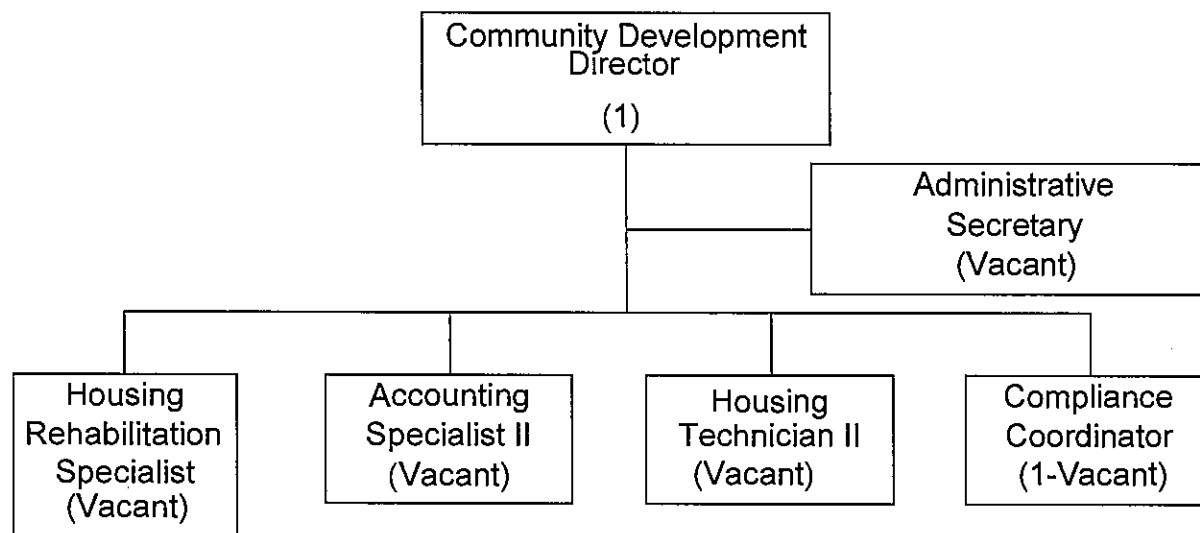 Community Development
Director
(1)
Administrative
Secretary
(Vacant)
Housing
Rehabilitation
Specialist
(Vacant)
Accounting
Specialist II
(Vacant)
Housing
Technician II
(Vacant)
Compliance
Coordinator
(1-Vacant)